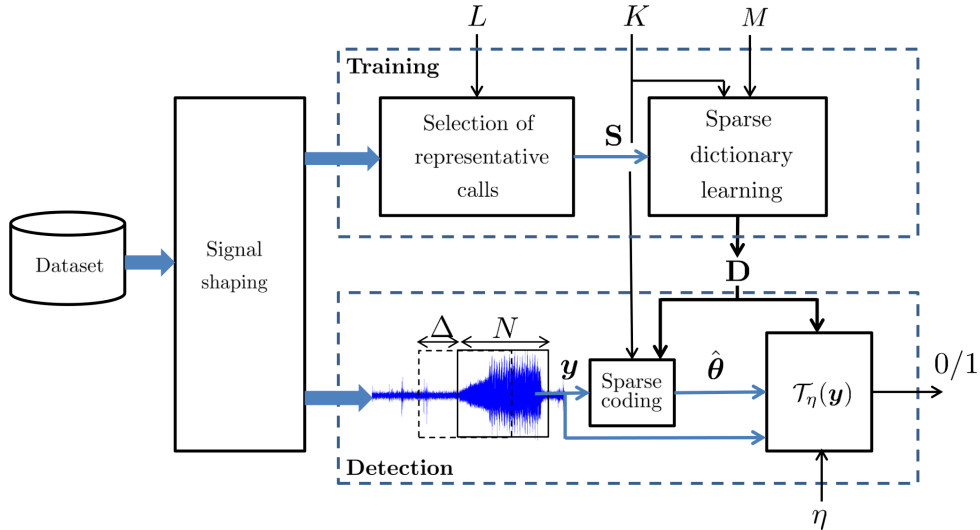 L K M
Training
Selection of
representative
calls
S
Sparse
dictionary
learning
Dataset
Signal
shaping
D
Δ N
y
Sparse
coding
θ̂
𝒯η(y)
0/1
Detection
η